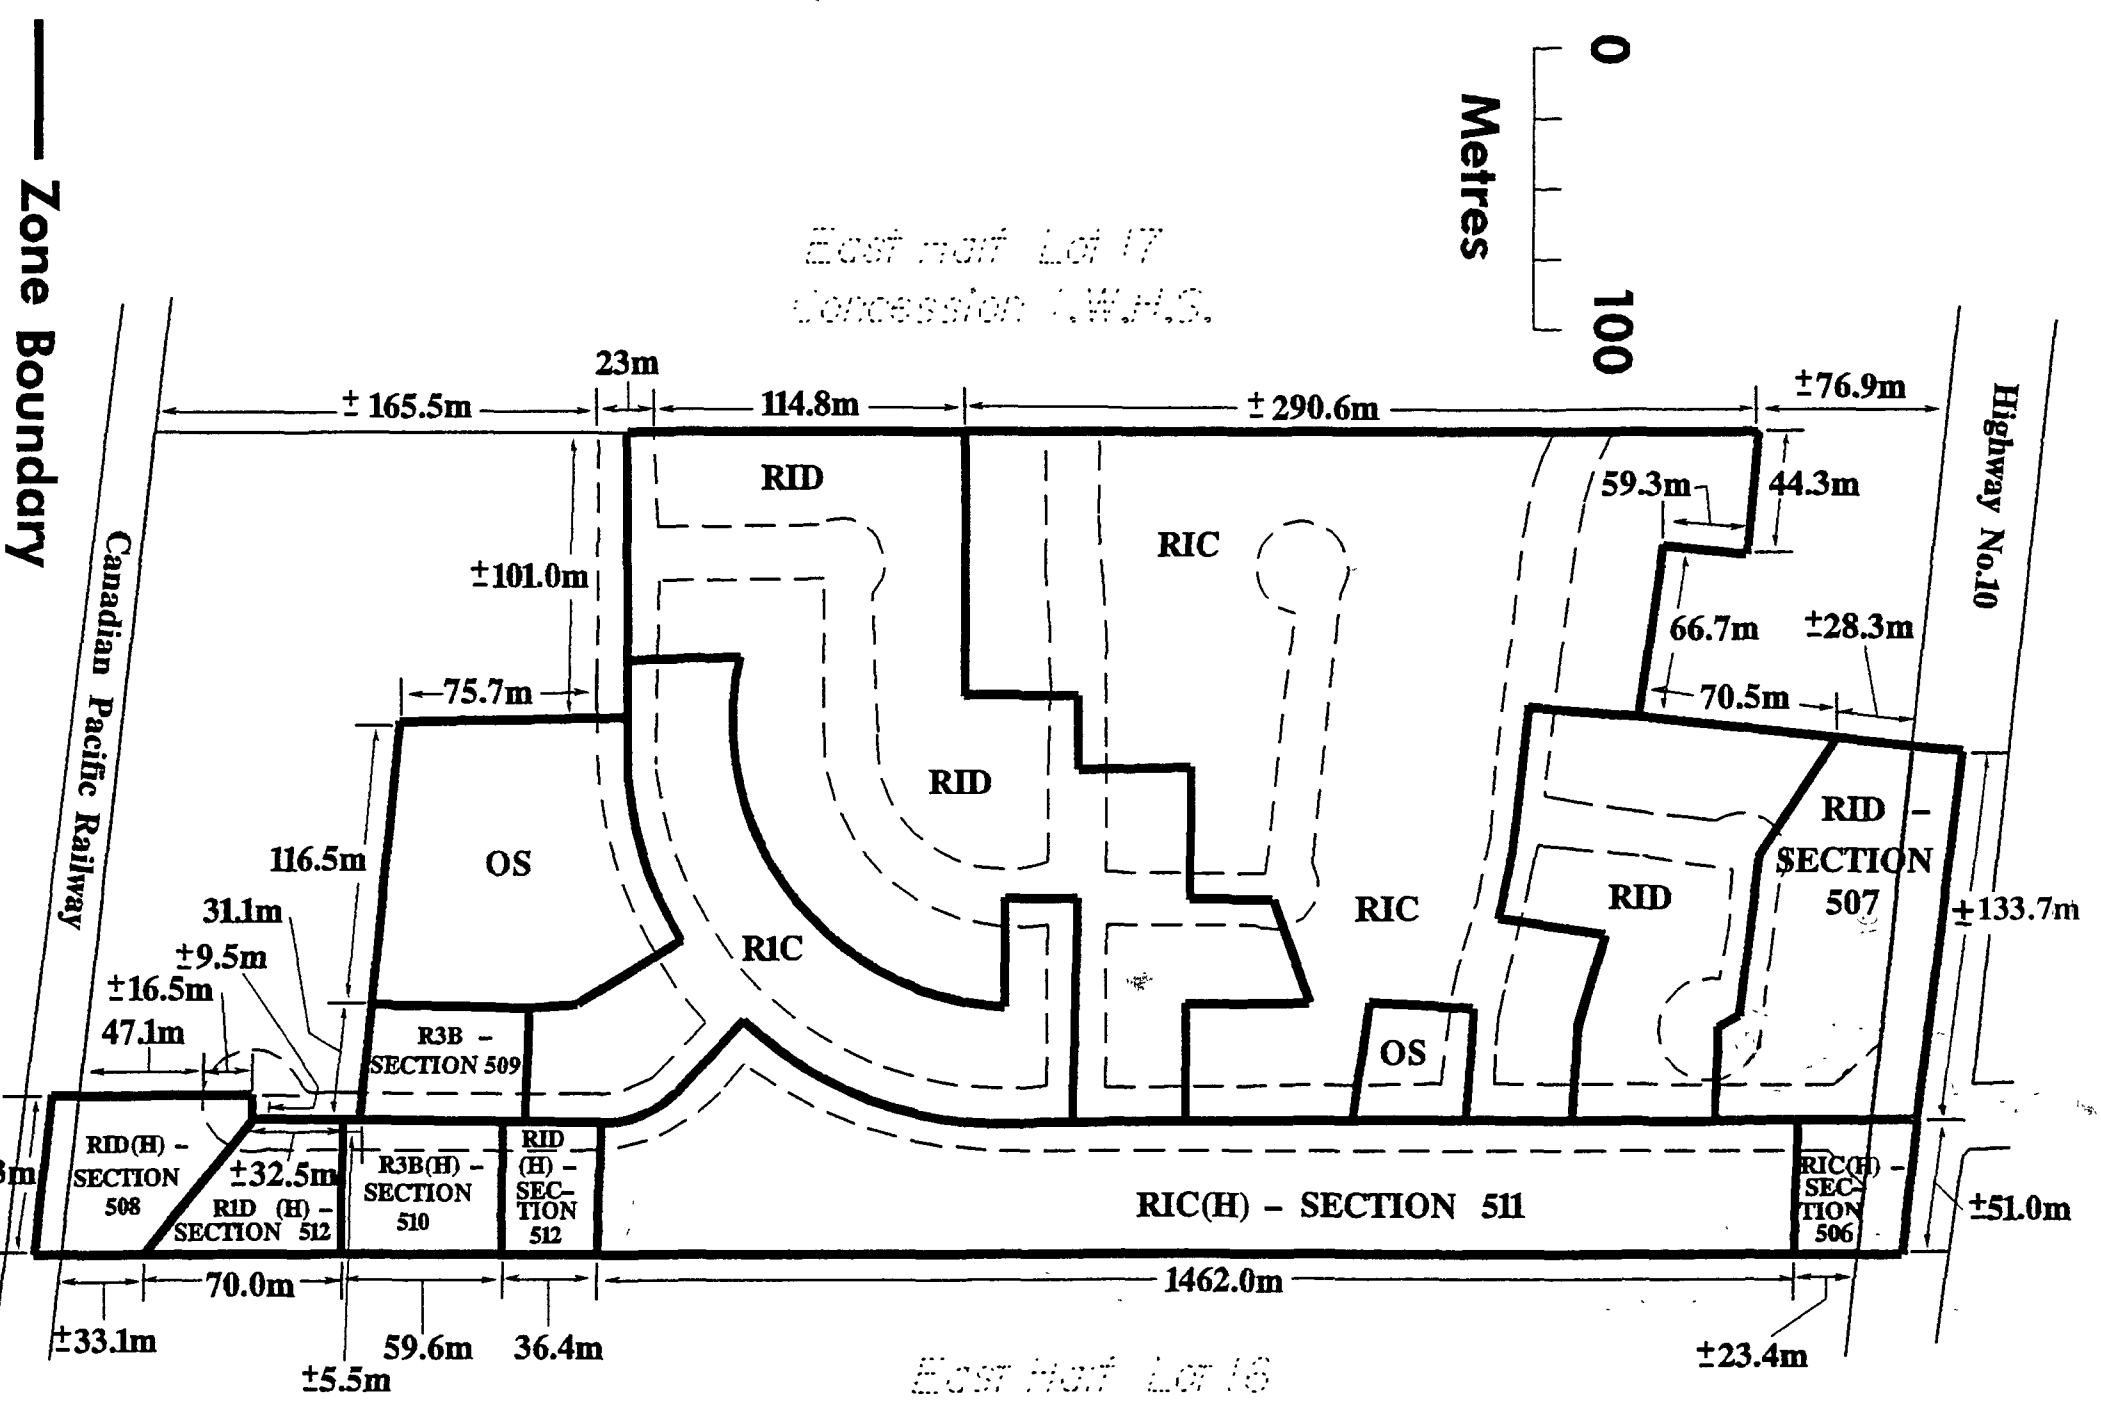 0
Metres
100
Zone Boundary
East Half Lot 17
Concession 1.W.H.S.
23m
± 165.5m
114.8m
± 290.6m
±76.9m
Highway No.10
RID
59.3m
44.3m
RIC
±101.0m
Canadian Pacific Railway
66.7m
±28.3m
75.7m
70.5m
RID
RID –
SECTION
507
116.5m
OS
RIC
RID
±133.7m
31.1m
R1C
±9.5m
±16.5m
47.1m
R3B –
SECTION 509
OS
RID(H) –
SECTION
508
±32.5m
R1D (H) –
SECTION 512
R3B(H) –
SECTION
510
RID
(H) –
SEC–
TION
512
RIC(H) – SECTION 511
RIC(H) –
SEC–
TION
506
±51.0m
70.0m
1462.0m
±33.1m
59.6m
36.4m
±5.5m
±23.4m
East Half Lot 16